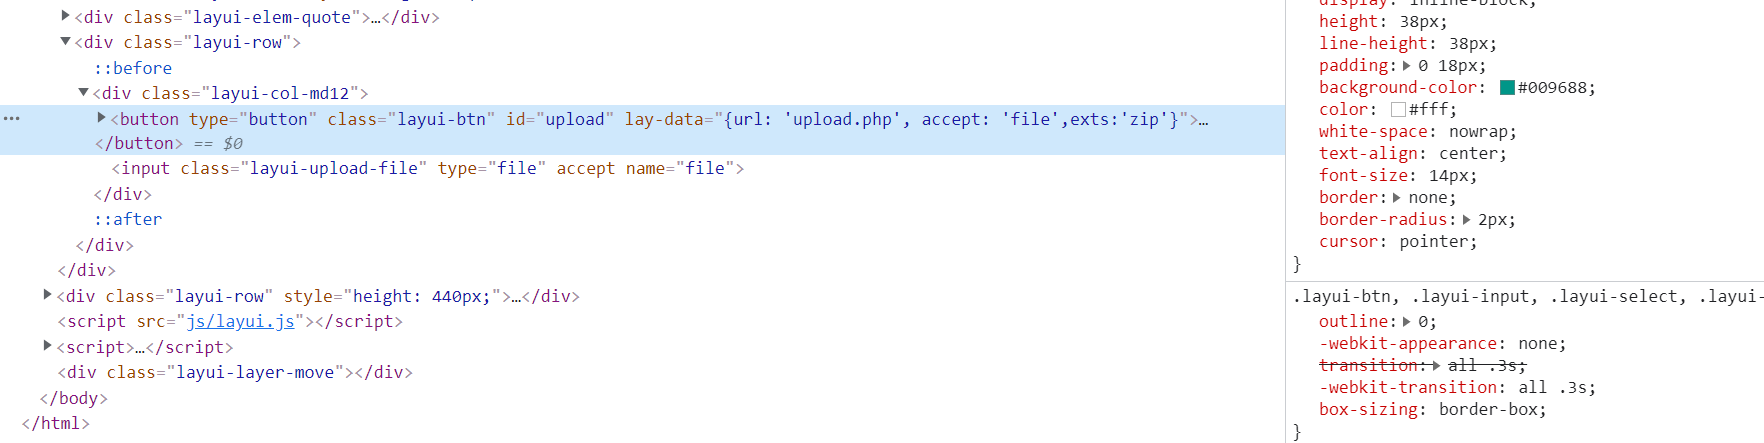 <div class="layui-elem-quote">…</div>
<div class="layui-row">
::before
<div class="layui-col-md12">
<button type="button" class="layui-btn" id="upload" lay-data="{url: 'upload.php', accept: 'file',exts:'zip'}">…
</button> == $0
<input class="layui-upload-file" type="file" accept name="file">
</div>
::after
</div>
</div>
<div class="layui-row" style="height: 440px;">…</div>
<script src="js/layui.js"></script>
<script>…</script>
<div class="layui-layer-move"></div>
</body>
</html>
display: inline-block;
height: 38px;
line-height: 38px;
padding: 0 18px;
background-color: #009688;
color: #fff;
white-space: nowrap;
text-align: center;
font-size: 14px;
border: none;
border-radius: 2px;
cursor: pointer;
}
.layui-btn, .layui-input, .layui-select, .layui-
outline: 0;
-webkit-appearance: none;
transition: all .3s;
-webkit-transition: all .3s;
box-sizing: border-box;
}